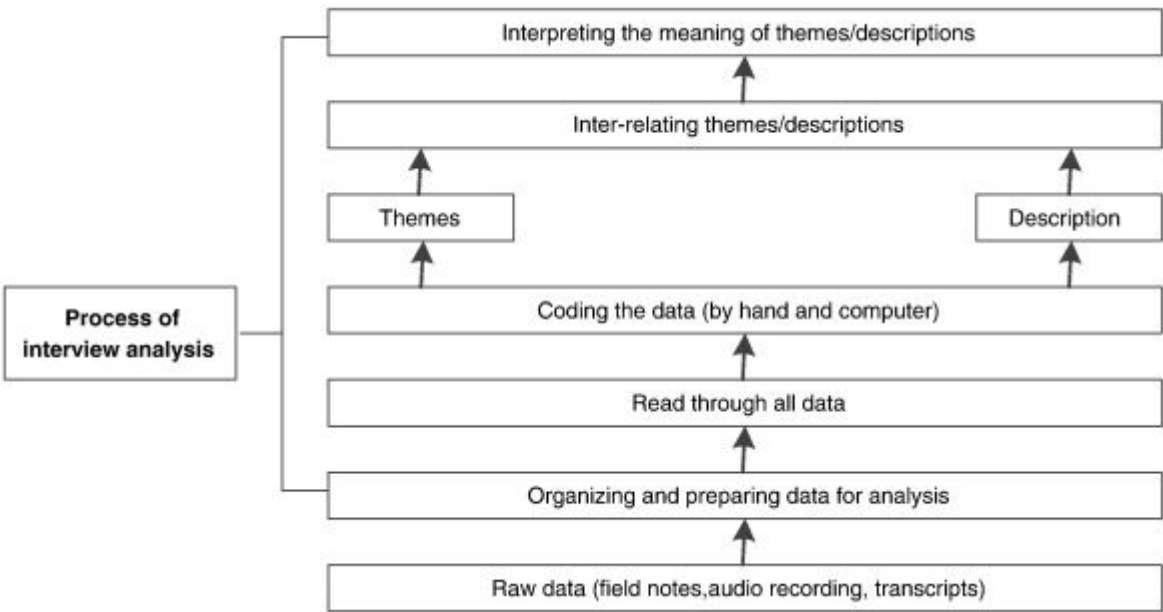 Interpreting the meaning of themes/descriptions
Inter-relating themes/descriptions
Themes
Description
Process of
interview analysis
Coding the data (by hand and computer)
Read through all data
Organizing and preparing data for analysis
Raw data (field notes,audio recording, transcripts)